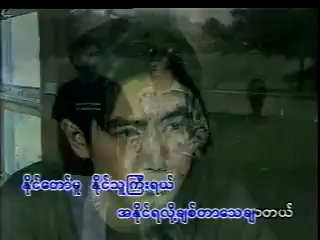 နိုင်တော်မူ နိုင်သူကြီးရယ်
အနိုင်ရလို့ချစ်တာသေချာတယ်